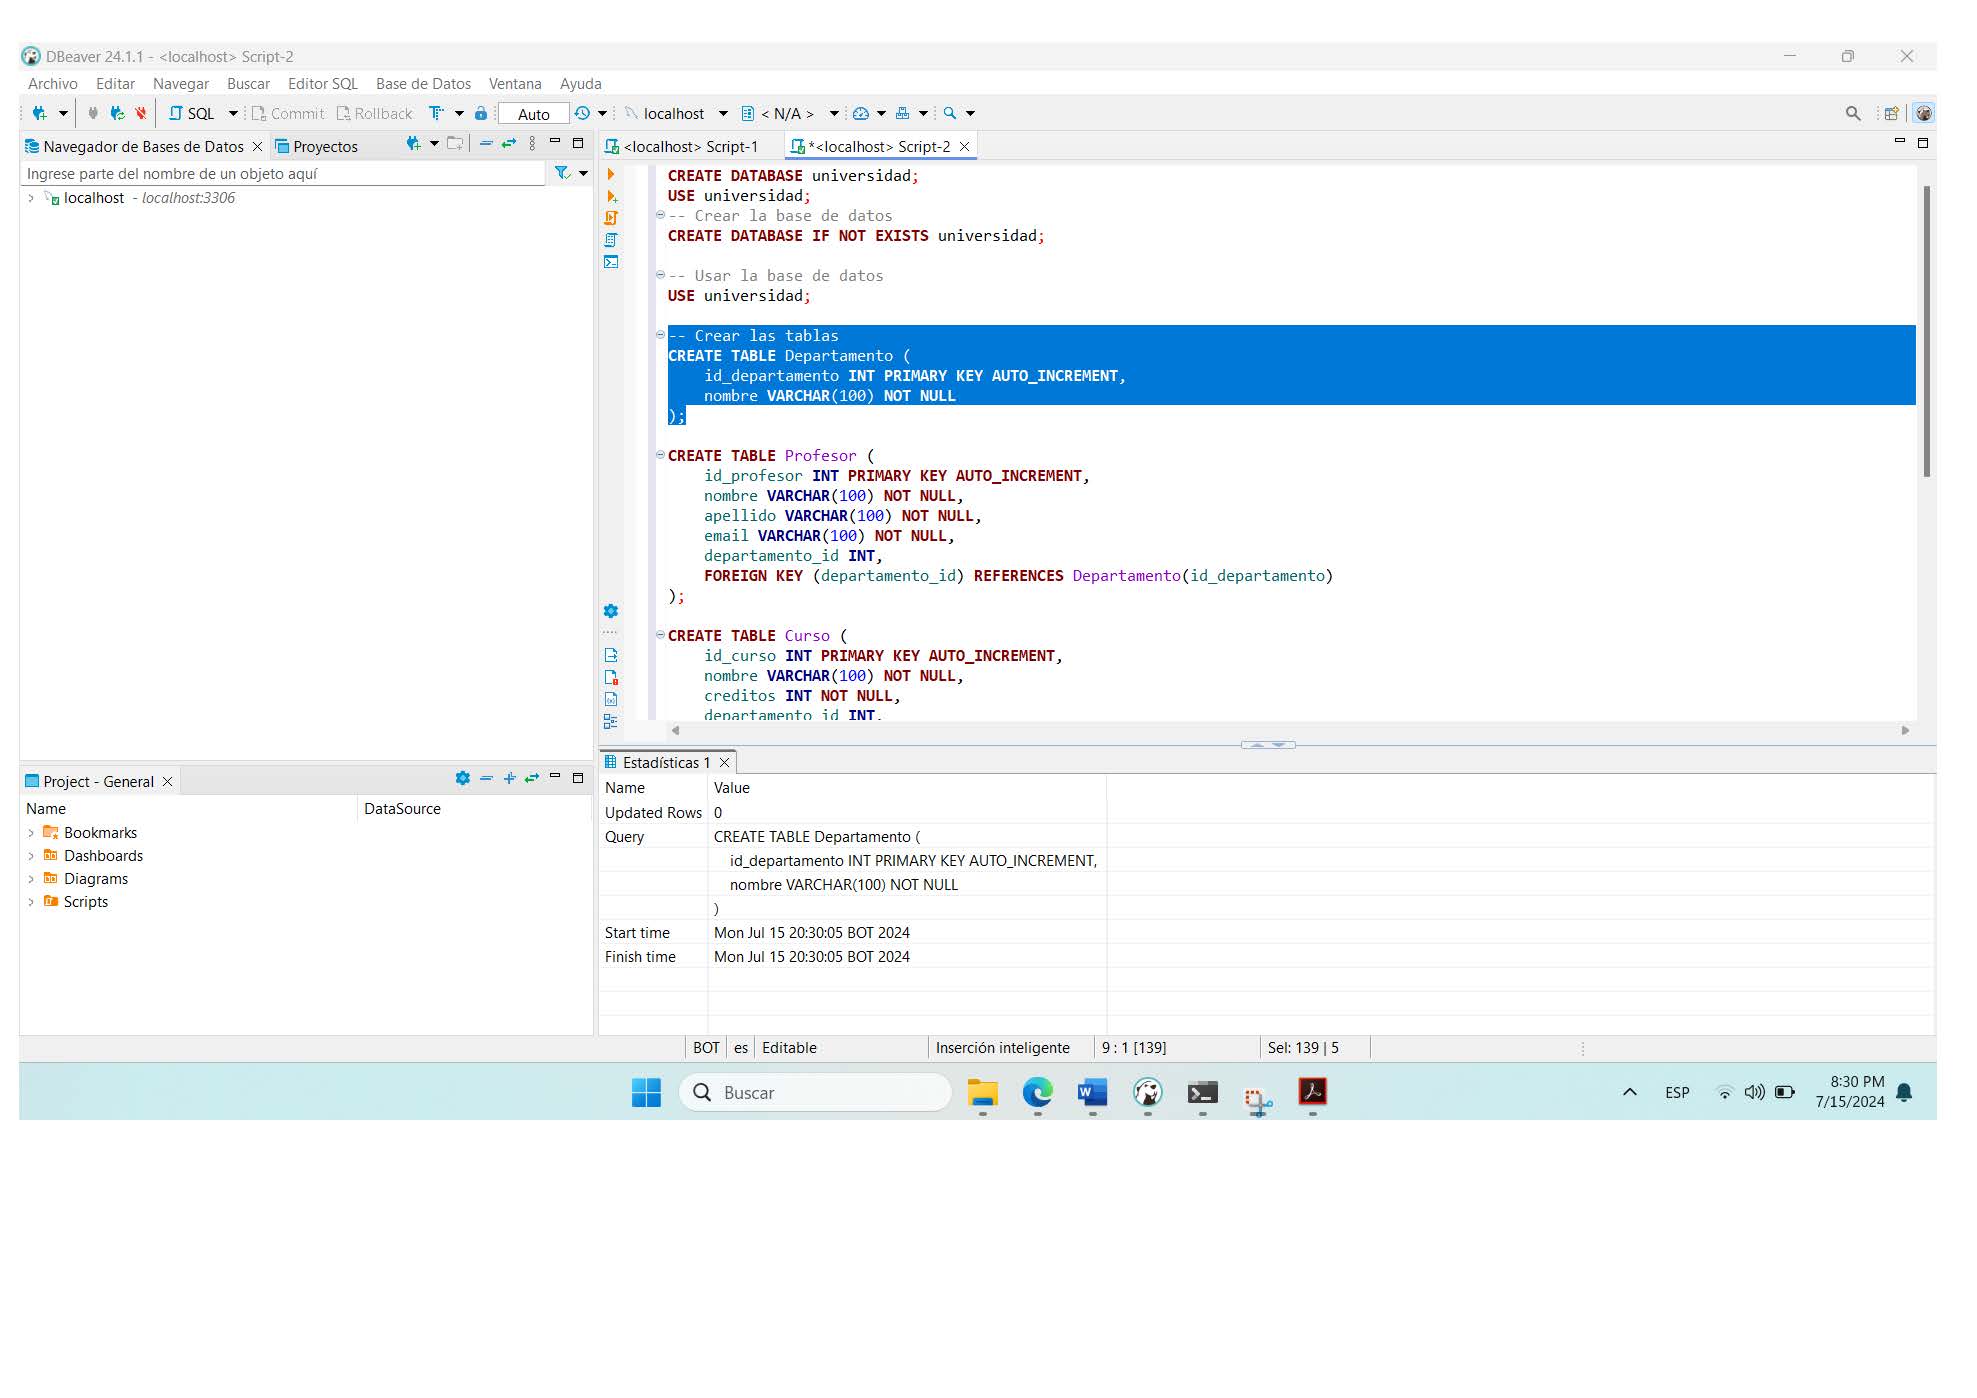 DBeaver 24.1.1 - <localhost> Script-2
Archivo Editar Navegar Buscar Editor SQL Base de Datos Ventana Ayuda
SQL Commit Rollback Auto localhost < N/A >
Navegador de Bases de Datos Proyectos
Ingrese parte del nombre de un objeto aquí
localhost - localhost:3306
<localhost> Script-1 *<localhost> Script-2
CREATE DATABASE universidad;
USE universidad;
-- Crear la base de datos
CREATE DATABASE IF NOT EXISTS universidad;
-- Usar la base de datos
USE universidad;
-- Crear las tablas
CREATE TABLE Departamento (
id_departamento INT PRIMARY KEY AUTO_INCREMENT,
nombre VARCHAR(100) NOT NULL
);
CREATE TABLE Profesor (
id_profesor INT PRIMARY KEY AUTO_INCREMENT,
nombre VARCHAR(100) NOT NULL,
apellido VARCHAR(100) NOT NULL,
email VARCHAR(100) NOT NULL,
departamento_id INT,
FOREIGN KEY (departamento_id) REFERENCES Departamento(id_departamento)
);
CREATE TABLE Curso (
id_curso INT PRIMARY KEY AUTO_INCREMENT,
nombre VARCHAR(100) NOT NULL,
creditos INT NOT NULL,
departamento_id INT,
Project - General
Name DataSource
Bookmarks
Dashboards
Diagrams
Scripts
Estadísticas 1
Name Value
Updated Rows 0
Query CREATE TABLE Departamento (
id_departamento INT PRIMARY KEY AUTO_INCREMENT,
nombre VARCHAR(100) NOT NULL
)
Start time Mon Jul 15 20:30:05 BOT 2024
Finish time Mon Jul 15 20:30:05 BOT 2024
BOT es Editable Inserción inteligente 9 : 1 [139] Sel: 139 | 5
Buscar
ESP
8:30 PM
7/15/2024